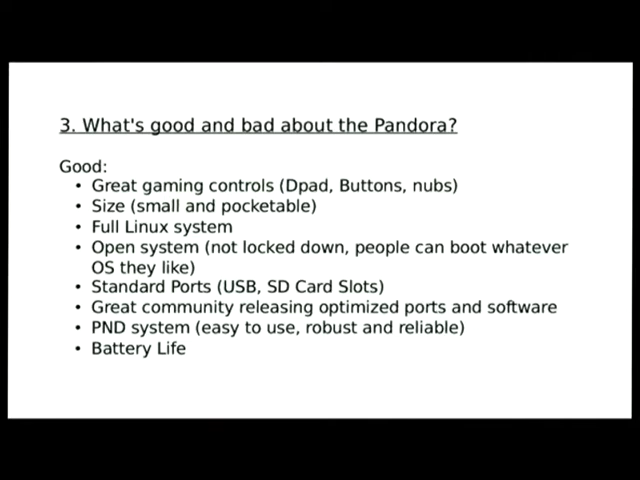 3. What's good and bad about the Pandora?
Good:
• Great gaming controls (Dpad, Buttons, nubs)
• Size (small and pocketable)
• Full Linux system
• Open system (not locked down, people can boot whatever
OS they like)
• Standard Ports (USB, SD Card Slots)
• Great community releasing optimized ports and software
• PND system (easy to use, robust and reliable)
• Battery Life